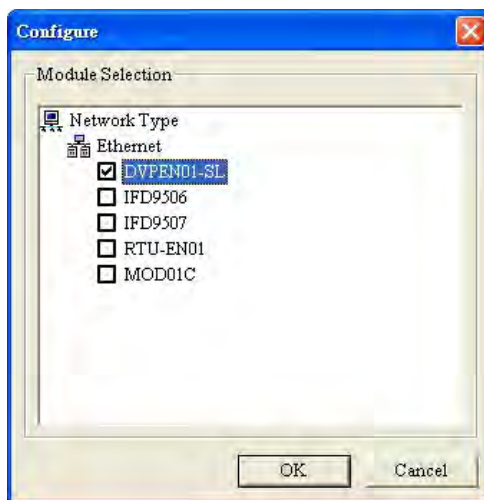 Configure
Module Selection
Network Type
Ethernet
DVPEN01-SL
IFD9506
IFD9507
RTU-EN01
MOD01C
OK
Cancel